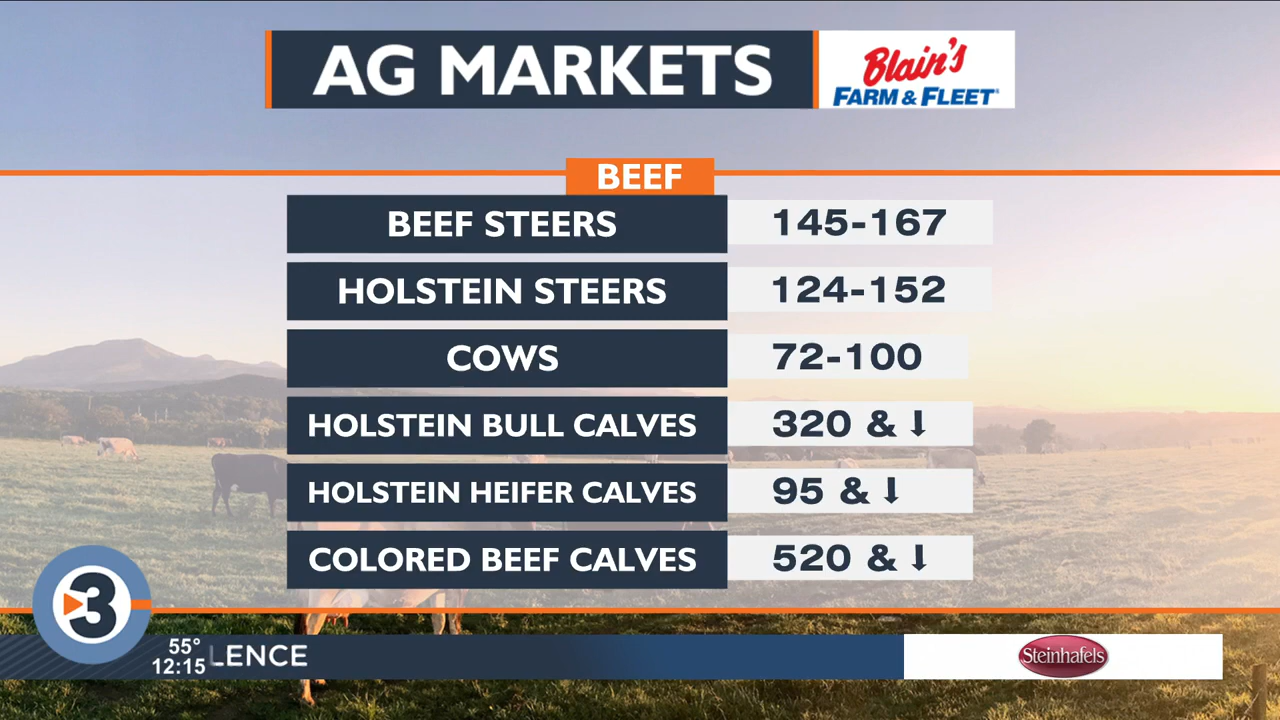 AG MARKETS
Blain's
FARM & FLEET
BEEF
BEEF STEERS 145-167
HOLSTEIN STEERS 124-152
COWS 72-100
HOLSTEIN BULL CALVES 320 & ↓
HOLSTEIN HEIFER CALVES 95 & ↓
COLORED BEEF CALVES 520 & ↓
3
55°
12:15
LENCE
Steinhafels